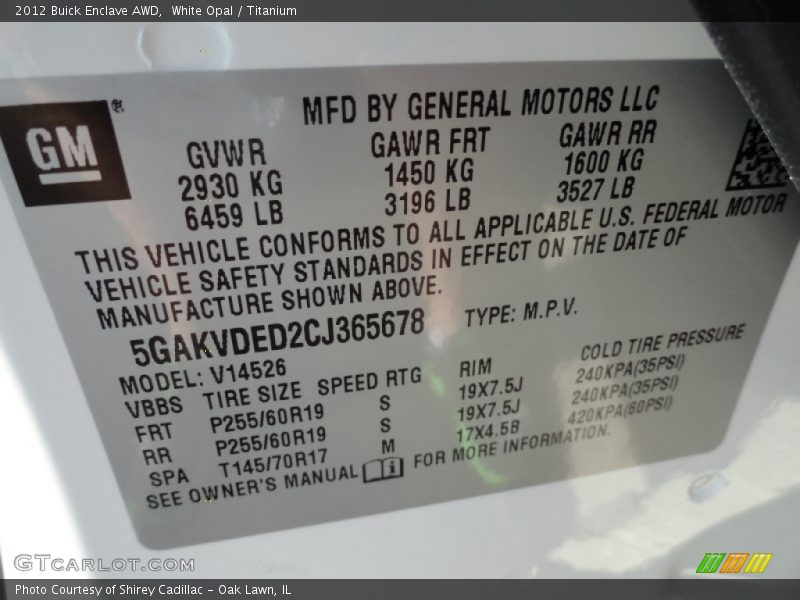 2012 Buick Enclave AWD,  White Opal / Titanium
GM ®
MFD BY GENERAL MOTORS LLC
GVWR GAWR FRT GAWR RR
2930 KG 1450 KG 1600 KG
6459 LB 3196 LB 3527 LB
THIS VEHICLE CONFORMS TO ALL APPLICABLE U.S. FEDERAL MOTOR
VEHICLE SAFETY STANDARDS IN EFFECT ON THE DATE OF
MANUFACTURE SHOWN ABOVE.
5GAKVDED2CJ365678 TYPE: M.P.V.
MODEL: V14526
VBBS TIRE SIZE SPEED RTG RIM COLD TIRE PRESSURE
FRT P255/60R19 S 19X7.5J 240KPA(35PSI)
RR P255/60R19 S 19X7.5J 240KPA(35PSI)
SPA T145/70R17 M 17X4.5B 420KPA(60PSI)
SEE OWNER'S MANUAL FOR MORE INFORMATION.
GTCARLOT.COM
Photo Courtesy of Shirey Cadillac - Oak Lawn, IL